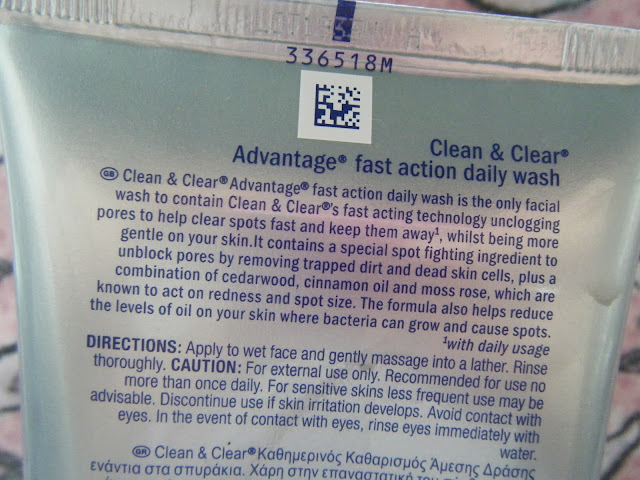 336518M
Clean & Clear®
Advantage® fast action daily wash
GB Clean & Clear® Advantage® fast action daily wash is the only facial
wash to contain Clean & Clear®'s fast acting technology unclogging
pores to help clear spots fast and keep them away¹, whilst being more
gentle on your skin.It contains a special spot fighting ingredient to
unblock pores by removing trapped dirt and dead skin cells, plus a
combination of cedarwood, cinnamon oil and moss rose, which are
known to act on redness and spot size. The formula also helps reduce
the levels of oil on your skin where bacteria can grow and cause spots.
¹with daily usage
DIRECTIONS: Apply to wet face and gently massage into a lather. Rinse
thoroughly. CAUTION: For external use only. Recommended for use no
more than once daily. For sensitive skins less frequent use may be
advisable. Discontinue use if skin irritation develops. Avoid contact with
eyes. In the event of contact with eyes, rinse eyes immediately with
water.
GR Clean & Clear® Καθημερινός Καθαρισμός Άμεσης Δράσης
ενάντια στα σπυράκια. Χάρη στην επαναστατική του